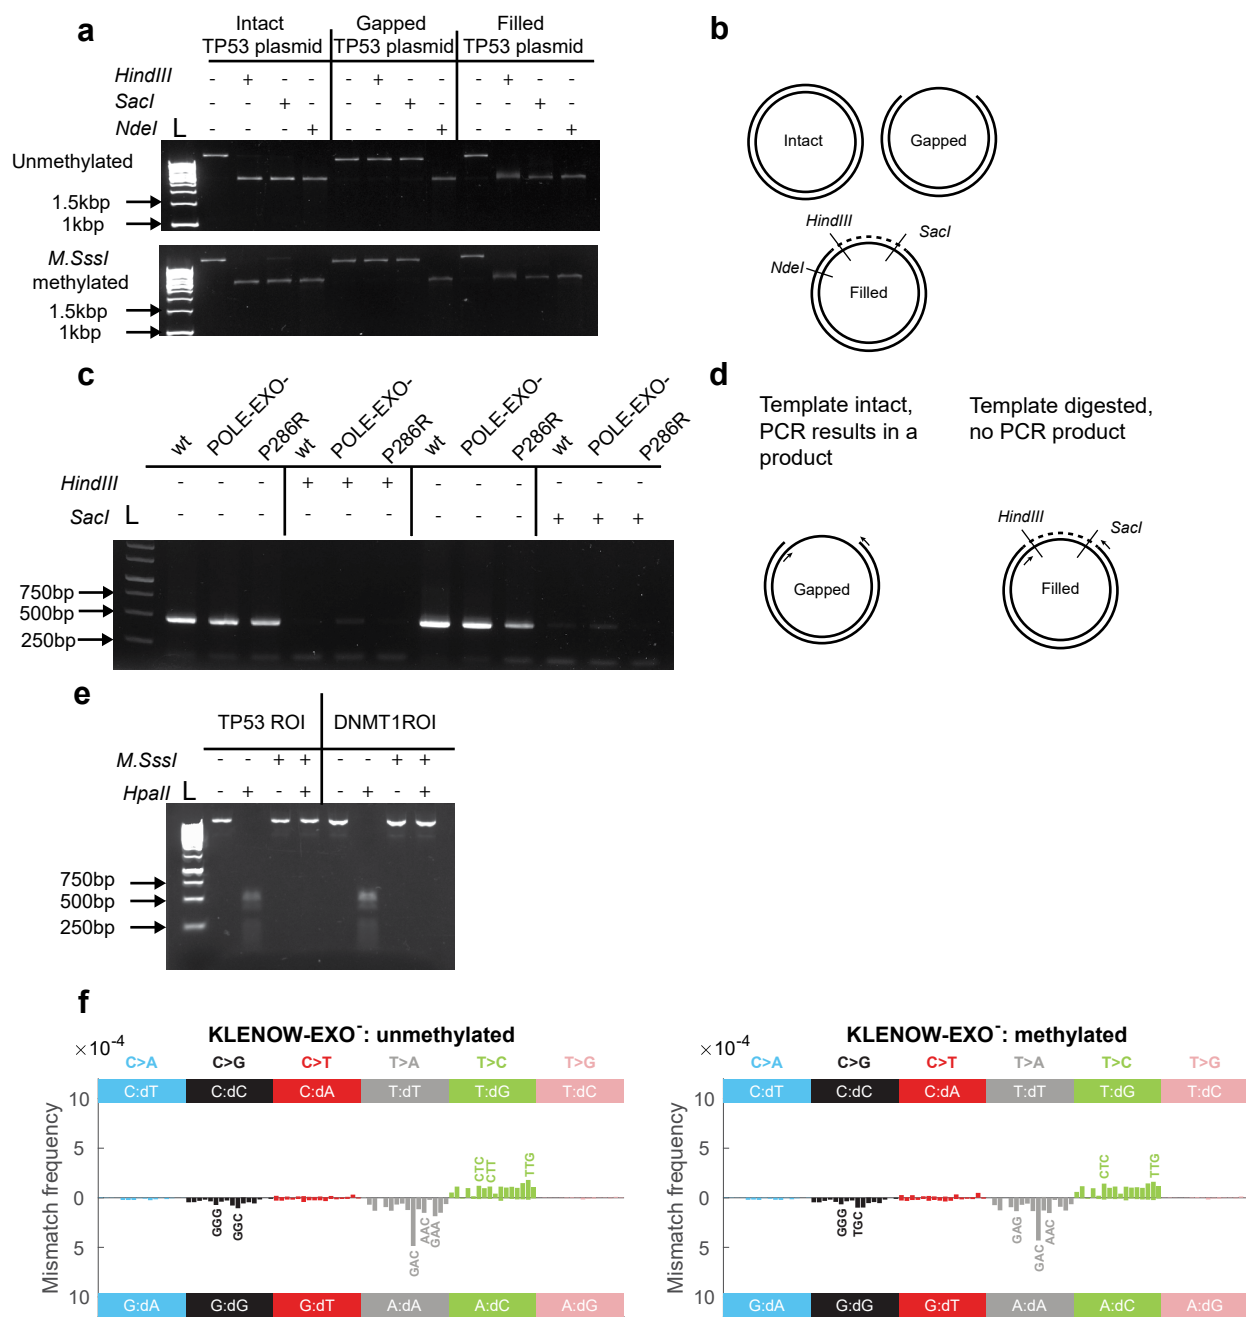 a
Intact
TP53 plasmid
Gapped
TP53 plasmid
Filled
TP53 plasmid
HindIII - + - - - + - - - + - -
SacI - - + - - - + - - - + -
NdeI - - - + - - - + - - - +
L
Unmethylated
1.5kbp
1kbp
M.SssI
methylated
1.5kbp
1kbp
b
Intact
Gapped
HindIII
SacI
NdeI
Filled
c
wt POLE-EXO- P286R wt POLE-EXO- P286R wt POLE-EXO- P286R wt POLE-EXO- P286R
HindIII - - - + + + - - - - - -
SacI - - - - - - - - - + + +
L
750bp
500bp
250bp
d
Template intact,
PCR results in a
product
Template digested,
no PCR product
Gapped
HindIII
SacI
Filled
e
TP53 ROI DNMT1ROI
M.SssI - - + + - - + +
HpaII - + - + - + - +
L
750bp
500bp
250bp
f
KLENOW-EXO-: unmethylated
×10-4
C>A C>G C>T T>A T>C T>G
C:dT C:dC C:dA T:dT T:dG T:dC
Mismatch frequency
10
5
0
5
10
CTC
CTT
TTG
GGG
GGC
GAC
AAC
GAA
G:dA G:dG G:dT A:dA A:dC A:dG
KLENOW-EXO-: methylated
×10-4
C>A C>G C>T T>A T>C T>G
C:dT C:dC C:dA T:dT T:dG T:dC
Mismatch frequency
10
5
0
5
10
CTC
TTG
GGG
TGC
GAG
GAC
AAC
G:dA G:dG G:dT A:dA A:dC A:dG